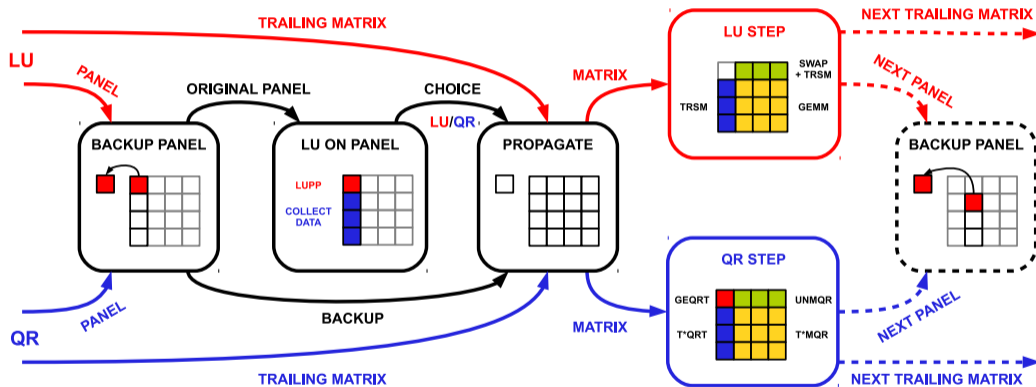 TRAILING MATRIX
LU STEP
NEXT TRAILING MATRIX
LU
PANEL
ORIGINAL PANEL
CHOICE
LU/QR
MATRIX
SWAP
+ TRSM
TRSM
GEMM
NEXT PANEL
BACKUP PANEL
LU ON PANEL
LUPP
COLLECT
DATA
PROPAGATE
BACKUP PANEL
QR STEP
GEQRT
UNMQR
T*QRT
T*MQR
QR
PANEL
BACKUP
MATRIX
NEXT PANEL
TRAILING MATRIX
NEXT TRAILING MATRIX